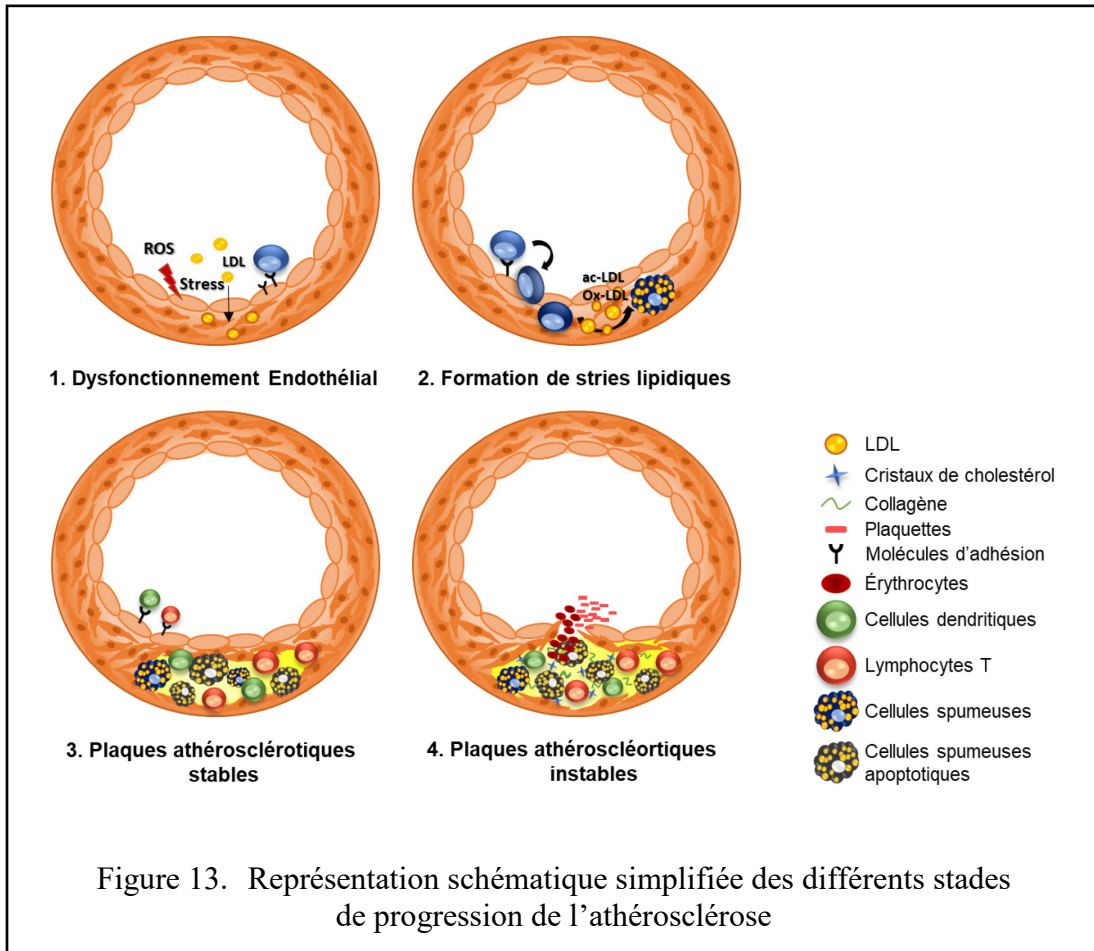 ROS
LDL
Stress
1. Dysfonctionnement Endothélial
ac-LDL
Ox-LDL
2. Formation de stries lipidiques
3. Plaques athérosclérotiques
stables
4. Plaques athéroscléortiques
instables
LDL
Cristaux de cholestérol
Collagène
Plaquettes
Molécules d'adhésion
Érythrocytes
Cellules dendritiques
Lymphocytes T
Cellules spumeuses
Cellules spumeuses
apoptotiques
Figure 13. Représentation schématique simplifiée des différents stades
de progression de l'athérosclérose